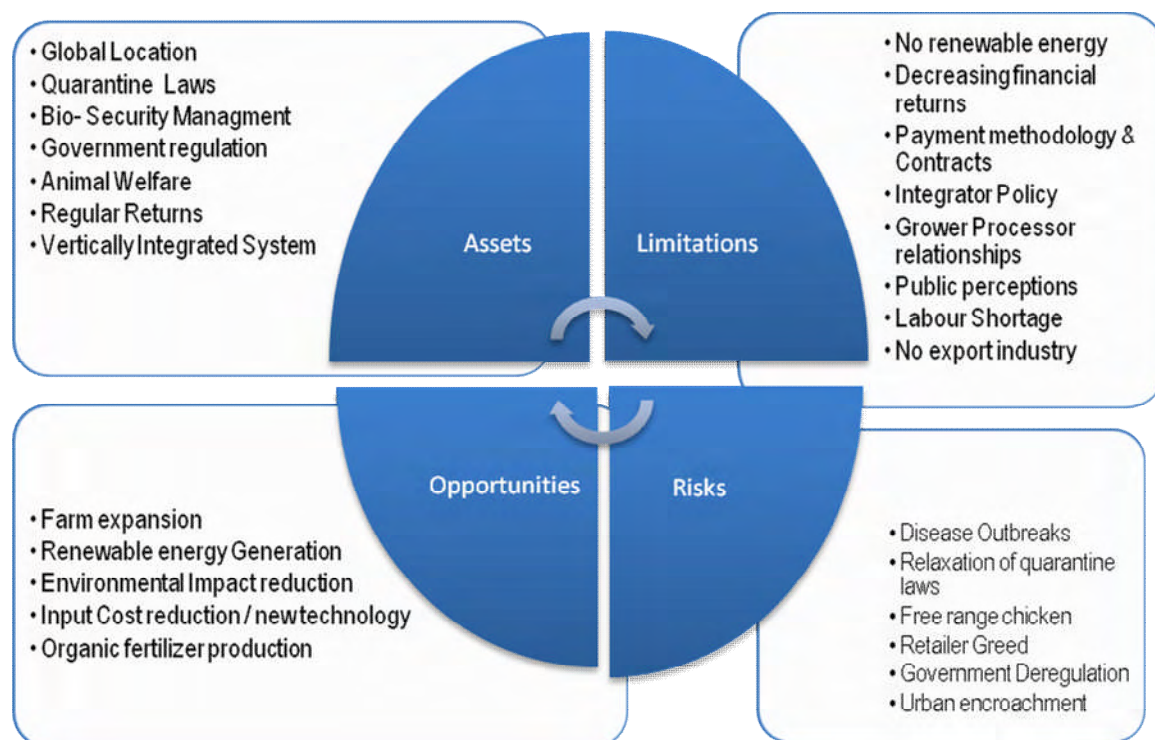 • Global Location
• Quarantine Laws
• Bio- Security Managment
• Government regulation
• Animal Welfare
• Regular Returns
• Vertically Integrated System
Assets
Limitations
• No renewable energy
• Decreasing financial
returns
• Payment methodology &
Contracts
• Integrator Policy
• Grower Processor
relationships
• Public perceptions
• Labour Shortage
• No export industry
• Farm expansion
• Renewable energy Generation
• Environmental Impact reduction
• Input Cost reduction / new technology
• Organic fertilizer production
Opportunities
Risks
• Disease Outbreaks
• Relaxation of quarantine
laws
• Free range chicken
• Retailer Greed
• Government Deregulation
• Urban encroachment